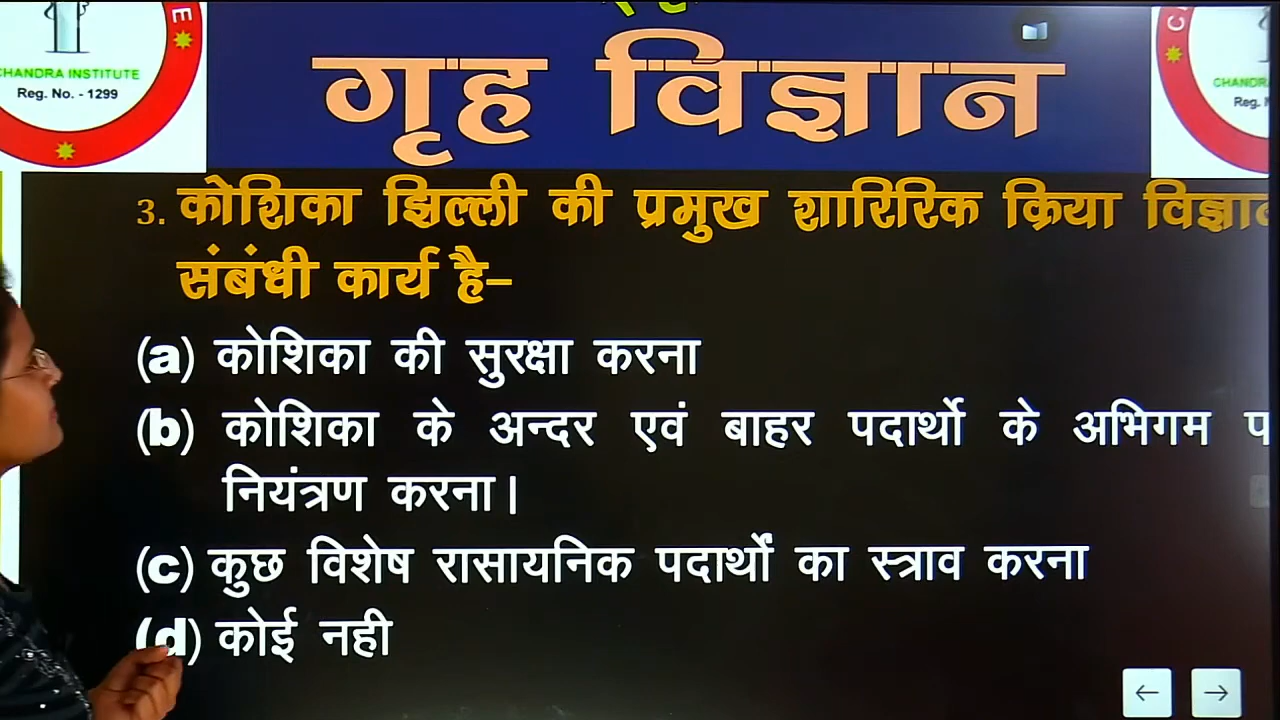 CHANDRA INSTITUTE
Reg. No. - 1299
गृह विज्ञान
3. कोशिका झिल्ली की प्रमुख शारिरिक क्रिया
संबंधी कार्य है–
(a) कोशिका की सुरक्षा करना
(b) कोशिका के अन्दर एवं बाहर पदार्थो के अभिगम
नियंत्रण करना।
(c) कुछ विशेष रासायनिक पदार्थों का स्त्राव करना
(d) कोई नही